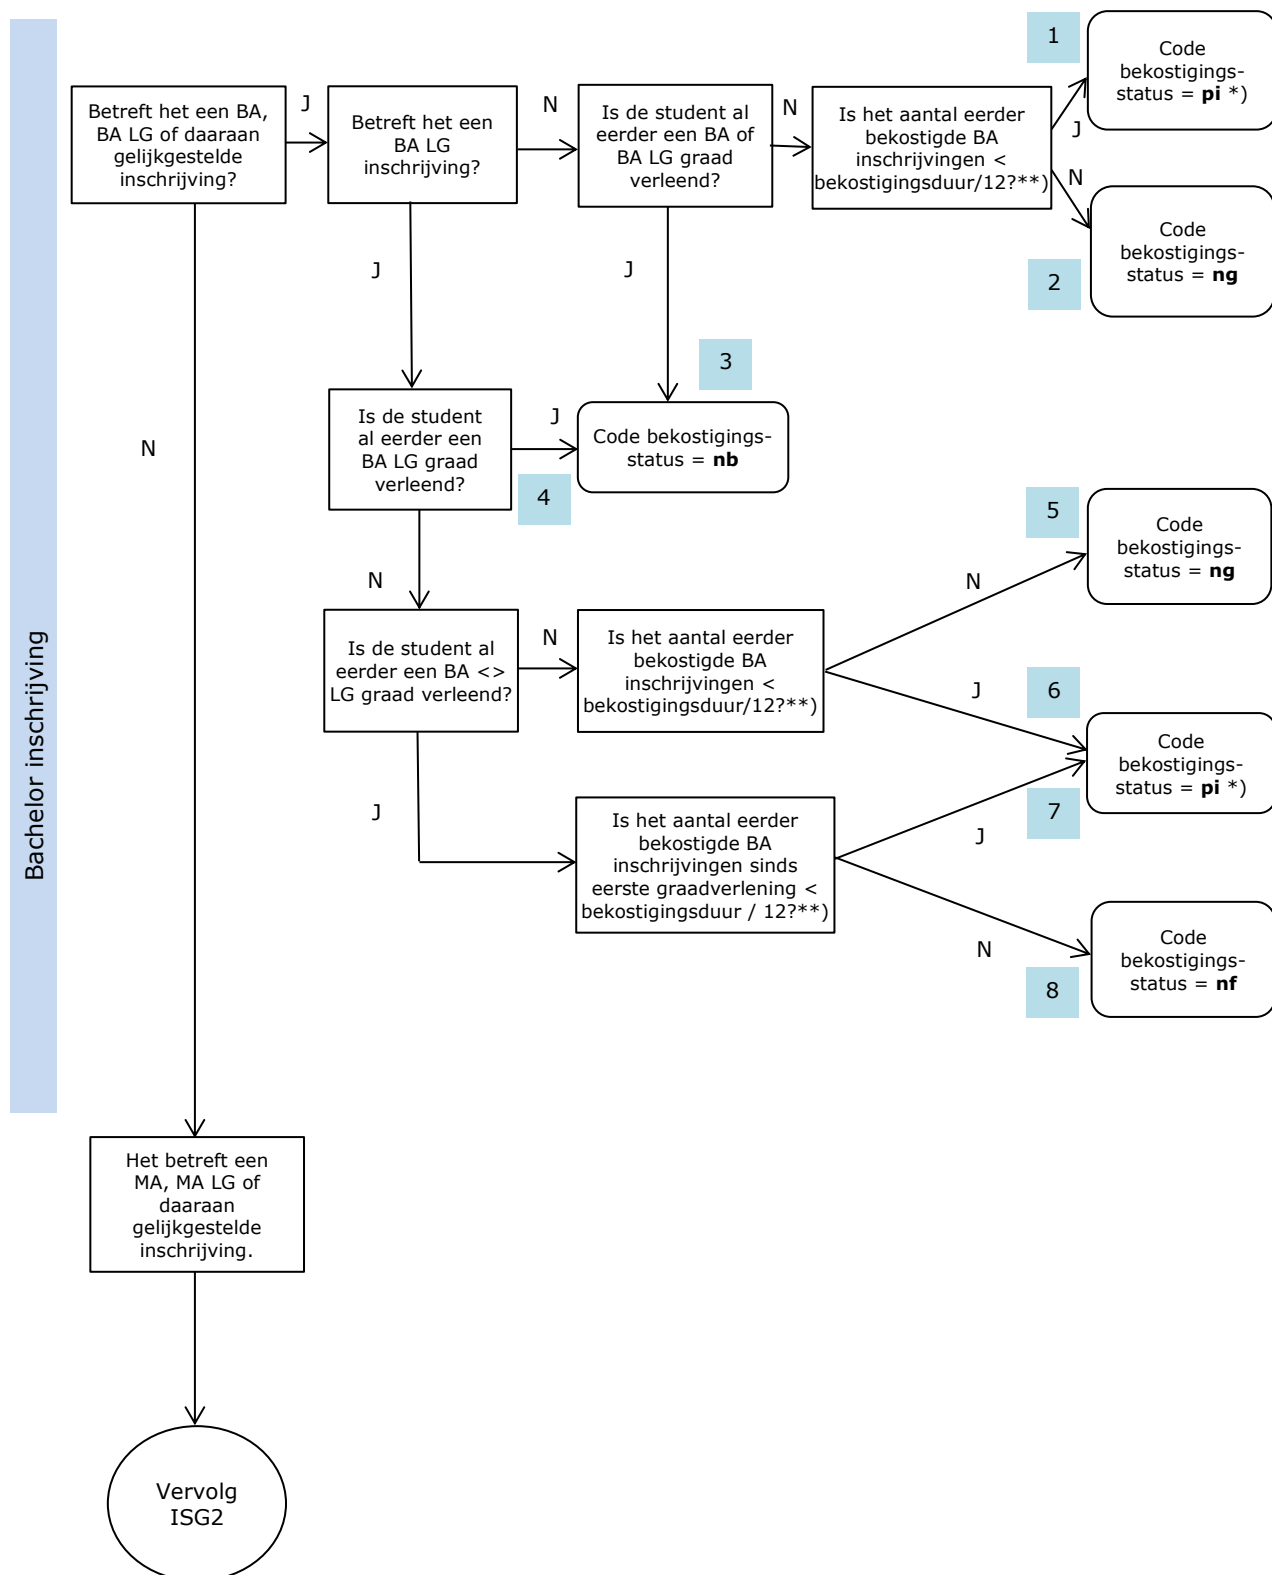 Bachelor inschrijving
Betreft het een BA,
BA LG of daaraan
gelijkgestelde
inschrijving?
J
Betreft het een
BA LG
inschrijving?
N
Is de student al
eerder een BA of
BA LG graad
verleend?
N
Is het aantal eerder
bekostigde BA
inschrijvingen <
bekostigingsduur/12?**)
1
Code
bekostigings-
status = pi *)
J
N
2
Code
bekostigings-
status = ng
J
J
3
N
Is de student
al eerder een
BA LG graad
verleend?
J
4
Code bekostigings-
status = nb
N
Is de student al
eerder een BA <>
LG graad verleend?
N
Is het aantal eerder
bekostigde BA
inschrijvingen <
bekostigingsduur/12?**)
N
5
Code
bekostigings-
status = ng
J
6
Code
bekostigings-
status = pi *)
J
Is het aantal eerder
bekostigde BA
inschrijvingen sinds
eerste graadverlening <
bekostigingsduur / 12?**)
7
J
N
8
Code
bekostigings-
status = nf
Het betreft een
MA, MA LG of
daaraan
gelijkgestelde
inschrijving.
Vervolg
ISG2